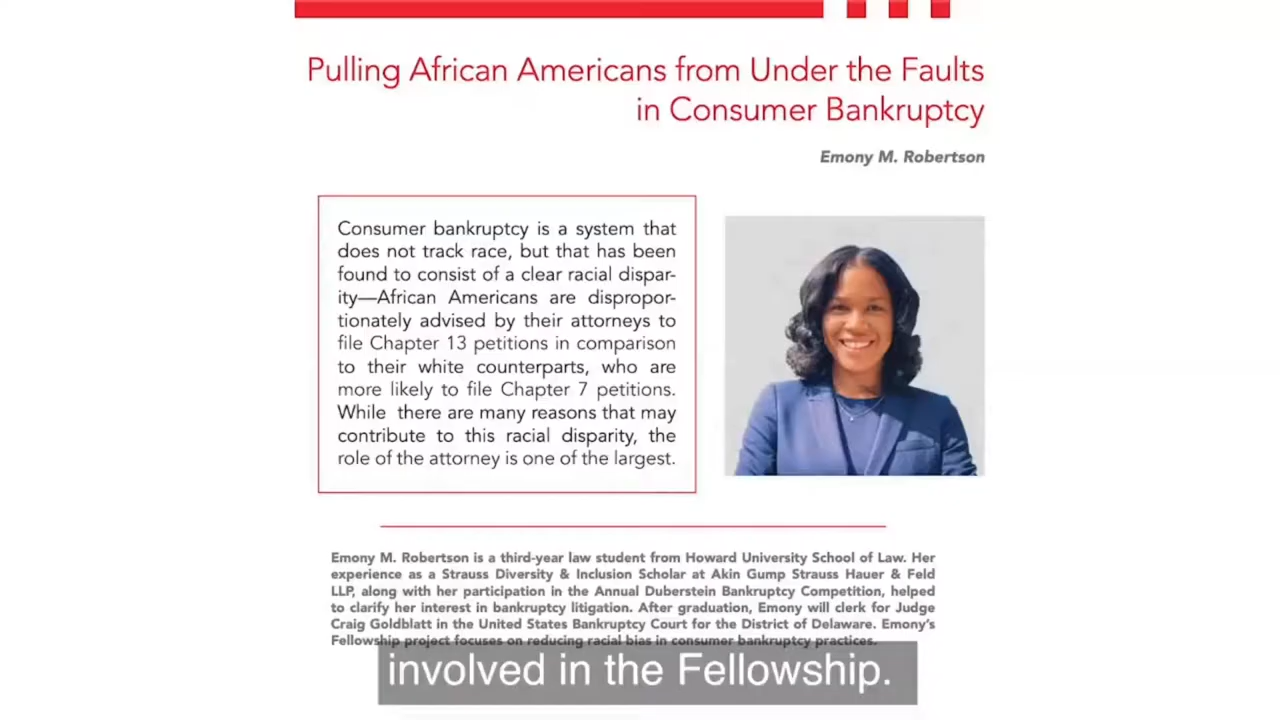 Pulling African Americans from Under the Faults
in Consumer Bankruptcy
Emony M. Robertson
Consumer bankruptcy is a system that
does not track race, but that has been
found to consist of a clear racial dispar-
ity—African Americans are dispropor-
tionately advised by their attorneys to
file Chapter 13 petitions in comparison
to their white counterparts, who are
more likely to file Chapter 7 petitions.
While there are many reasons that may
contribute to this racial disparity, the
role of the attorney is one of the largest.
Emony M. Robertson is a third-year law student from Howard University School of Law. Her
experience as a Strauss Diversity & Inclusion Scholar at Akin Gump Strauss Hauer & Feld
LLP, along with her participation in the Annual Duberstein Bankruptcy Competition, helped
to clarify her interest in bankruptcy litigation. After graduation, Emony will clerk for Judge
Craig Goldblatt in the United States Bankruptcy Court for the District of Delaware. Emony's
Fellowship project focuses on reducing racial bias in consumer bankruptcy practices.
involved in the Fellowship.